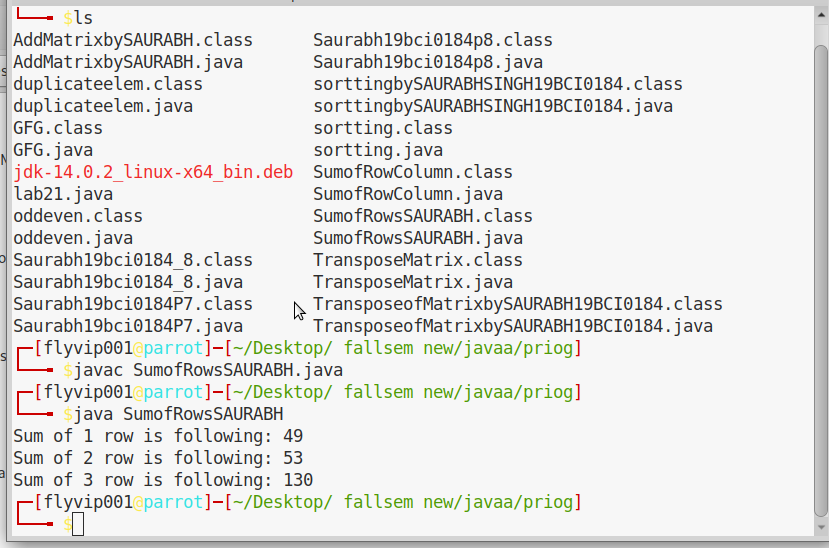 $ls
AddMatrixbySAURABH.class Saurabh19bci0184p8.class
AddMatrixbySAURABH.java Saurabh19bci0184p8.java
duplicateelem.class sorttingbySAURABHSINGH19BCI0184.class
duplicateelem.java sorttingbySAURABHSINGH19BCI0184.java
GFG.class sortting.class
GFG.java sortting.java
jdk-14.0.2_linux-x64_bin.deb SumofRowColumn.class
lab21.java SumofRowColumn.java
oddeven.class SumofRowsSAURABH.class
oddeven.java SumofRowsSAURABH.java
Saurabh19bci0184_8.class TransposeMatrix.class
Saurabh19bci0184_8.java TransposeMatrix.java
Saurabh19bci0184P7.class TransposeofMatrixbySAURABH19BCI0184.class
Saurabh19bci0184P7.java TransposeofMatrixbySAURABH19BCI0184.java
[flyvip001@parrot]─[~/Desktop/ fallsem new/javaa/priog]
$javac SumofRowsSAURABH.java
[flyvip001@parrot]─[~/Desktop/ fallsem new/javaa/priog]
$java SumofRowsSAURABH
Sum of 1 row is following: 49
Sum of 2 row is following: 53
Sum of 3 row is following: 130
[flyvip001@parrot]─[~/Desktop/ fallsem new/javaa/priog]
$